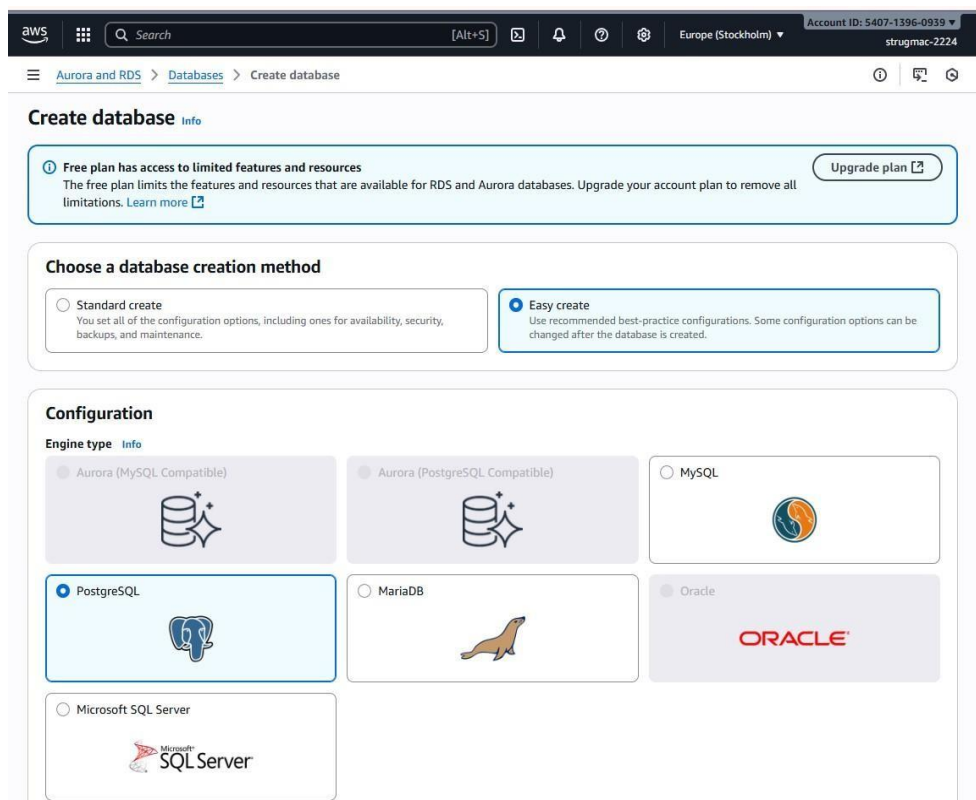 aws
Search [Alt+S]
Europe (Stockholm) ▼
Account ID: 5407-1396-0939 ▼
strugmac-2224
Aurora and RDS > Databases > Create database
Create database Info
Free plan has access to limited features and resources
The free plan limits the features and resources that are available for RDS and Aurora databases. Upgrade your account plan to remove all
limitations. Learn more
Upgrade plan
Choose a database creation method
Standard create
You set all of the configuration options, including ones for availability, security,
backups, and maintenance.
Easy create
Use recommended best-practice configurations. Some configuration options can be
changed after the database is created.
Configuration
Engine type Info
Aurora (MySQL Compatible)
Aurora (PostgreSQL Compatible)
MySQL
PostgreSQL
MariaDB
Oracle
ORACLE
Microsoft SQL Server
Microsoft
SQL Server